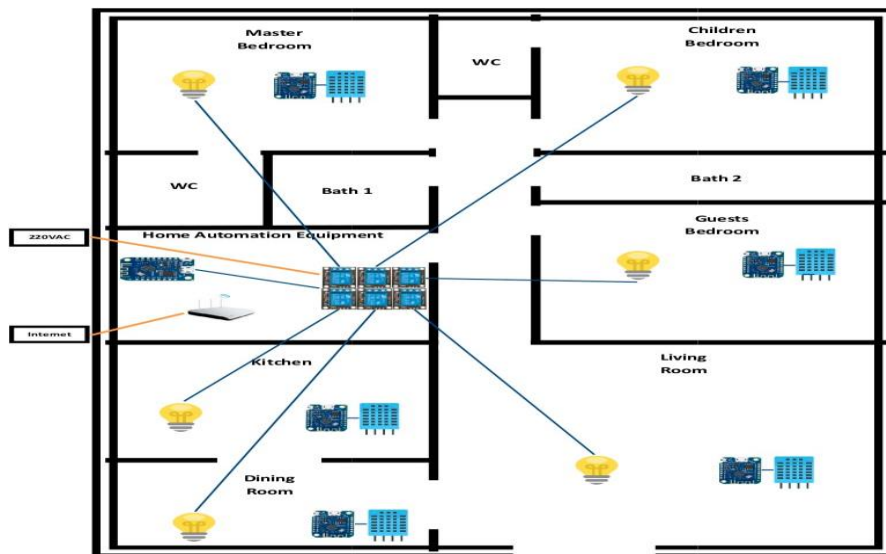 Master
Bedroom
WC
Children
Bedroom
WC
Bath 1
Bath 2
220VAC
Home Automation Equipment
Guests
Bedroom
Internet
Kitchen
Living
Room
Dining
Room